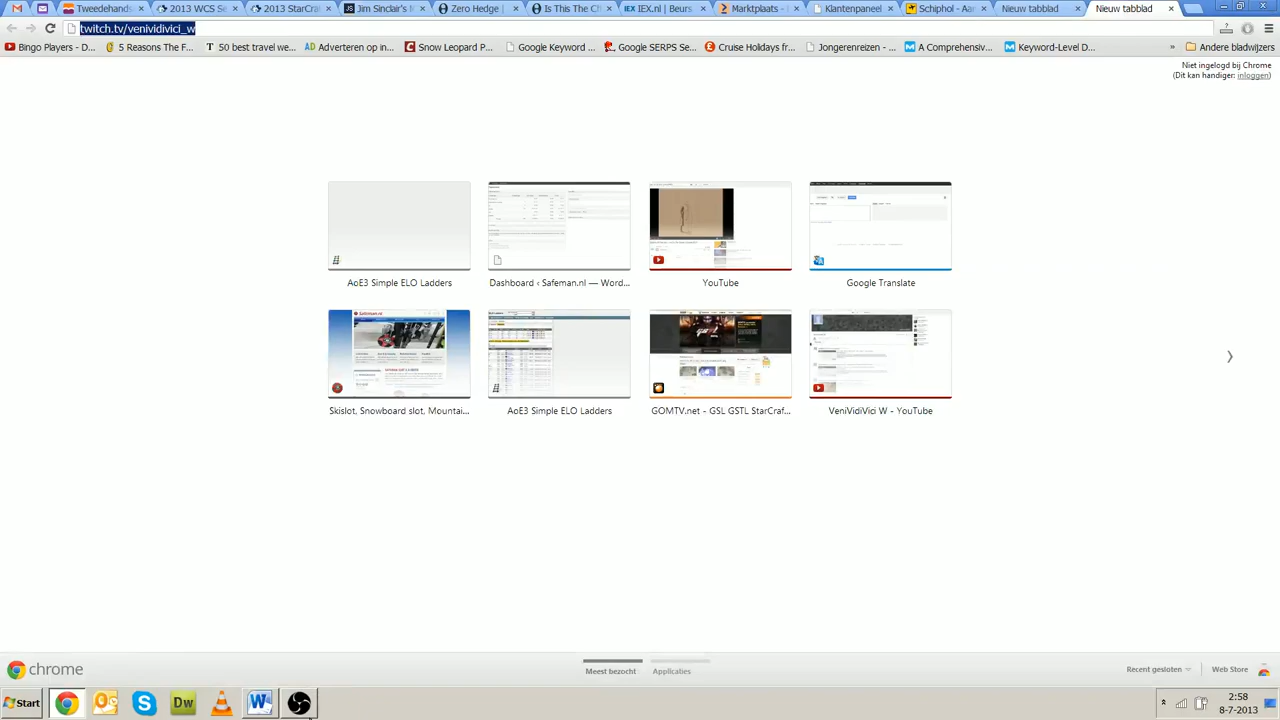 Tweedehands
2013 WCS Se
2013 StarCraf
Jim Sinclair's M
Zero Hedge |
Is This The Ch
IEX.nl | Beurs
Marktplaats -
Klantenpaneel
Schiphol - Aan
Nieuw tabblad
Nieuw tabblad
twitch.tv/venividivici_w
Bingo Players - D...
5 Reasons The F...
50 best travel we...
Adverteren op in...
Snow Leopard P...
Google Keyword ...
Google SERPS Se...
Cruise Holidays fr...
Jongerenreizen - ...
A Comprehensiv...
Keyword-Level D...
»
Andere bladwijzers
Niet ingelogd bij Chrome
(Dit kan handiger: inloggen)
AoE3 Simple ELO Ladders
Dashboard ‹ Safeman.nl — Word...
YouTube
Google Translate
Skislot, Snowboard slot, Mountai...
AoE3 Simple ELO Ladders
GOMTV.net - GSL GSTL StarCraf...
VeniVidiVici W - YouTube
chrome
Meest bezocht
Applicaties
Recent gesloten
Web Store
Start
Dw
2:58
8-7-2013